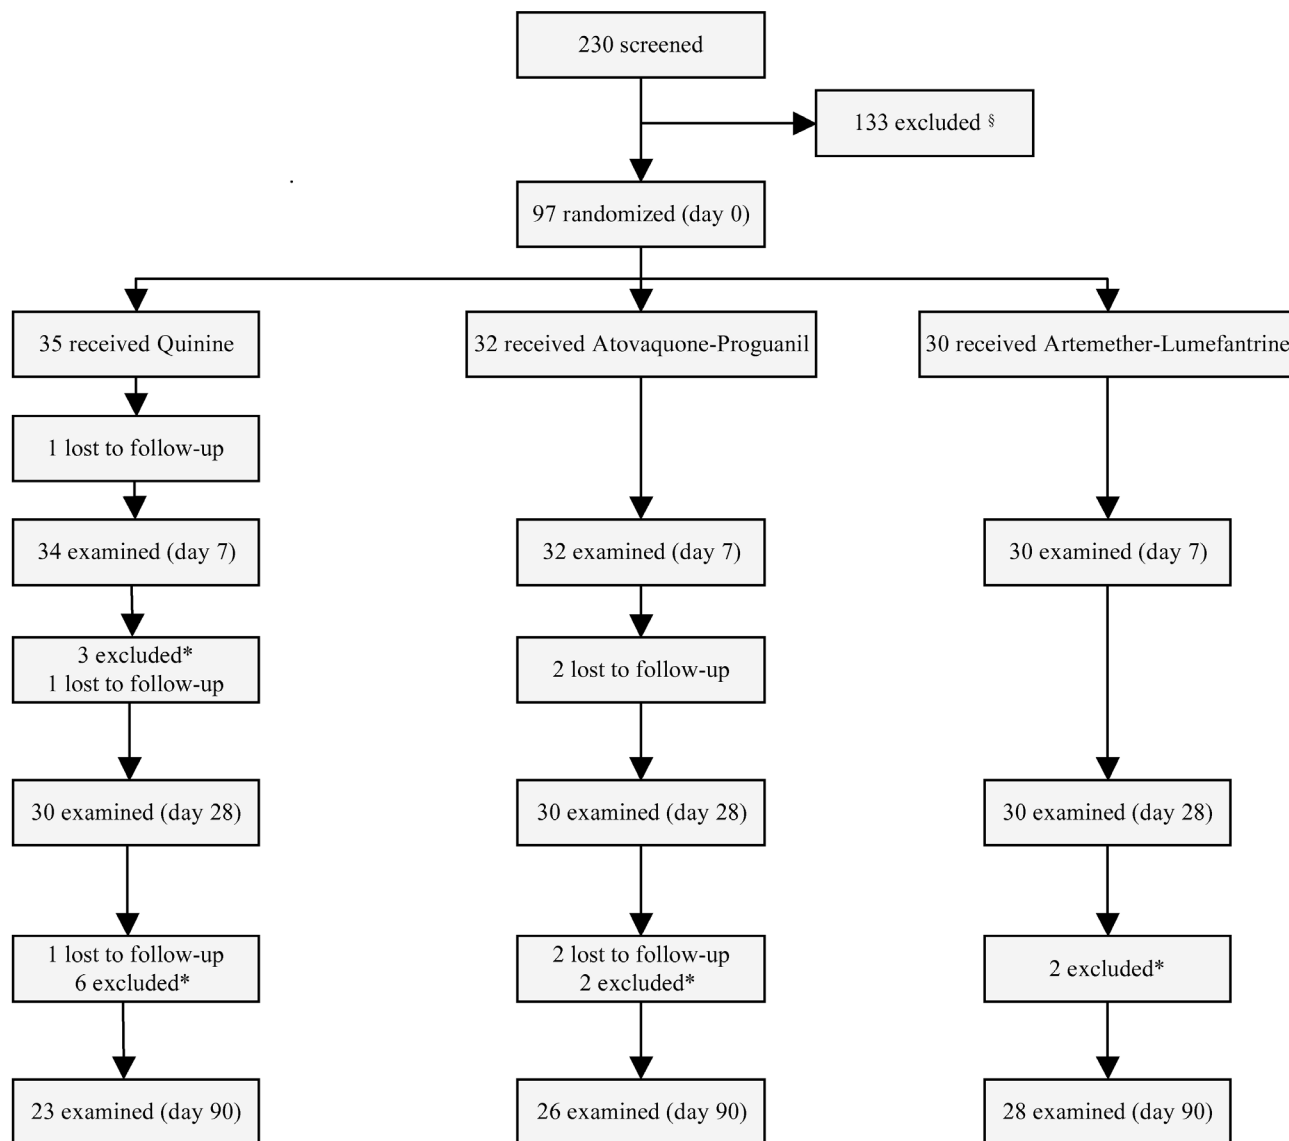 230 screened
133 excluded §
97 randomized (day 0)
35 received Quinine
32 received Atovaquone-Proguanil
30 received Artemether-Lumefantrine
1 lost to follow-up
34 examined (day 7)
32 examined (day 7)
30 examined (day 7)
3 excluded*
1 lost to follow-up
2 lost to follow-up
30 examined (day 28)
30 examined (day 28)
30 examined (day 28)
1 lost to follow-up
6 excluded*
2 lost to follow-up
2 excluded*
2 excluded*
23 examined (day 90)
26 examined (day 90)
28 examined (day 90)